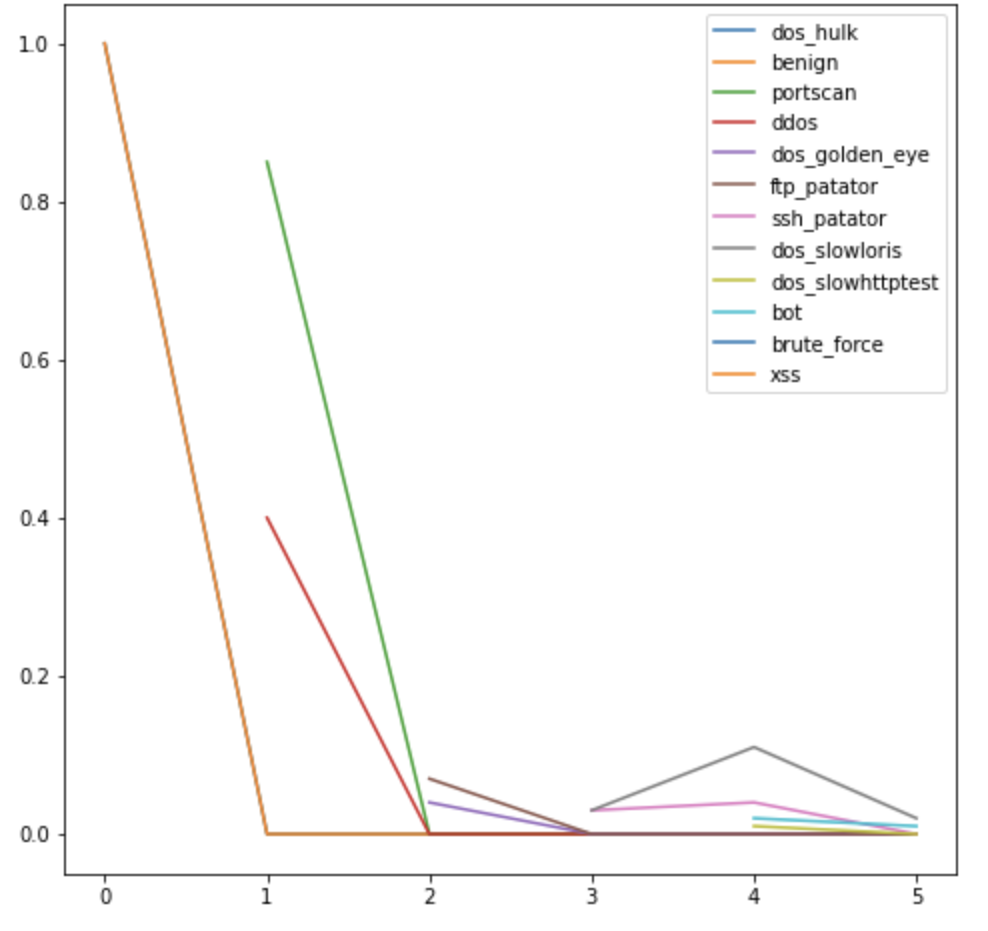 1.0
0.8
0.6
0.4
0.2
0.0
0 1 2 3 4 5
dos_hulk
benign
portscan
ddos
dos_golden_eye
ftp_patator
ssh_patator
dos_slowloris
dos_slowhttptest
bot
brute_force
xss